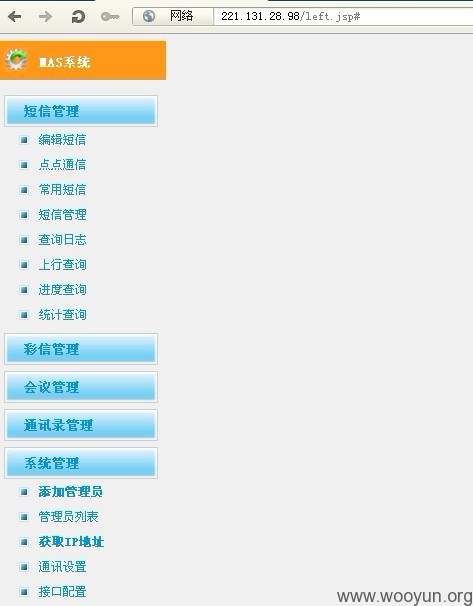 网络 221.131.28.98/left.jsp#
MAS系统
短信管理
编辑短信
点点通信
常用短信
短信管理
查询日志
上行查询
进度查询
统计查询
彩信管理
会议管理
通讯录管理
系统管理
添加管理员
管理员列表
获取IP地址
通讯设置
接口配置
www.wooyun.org